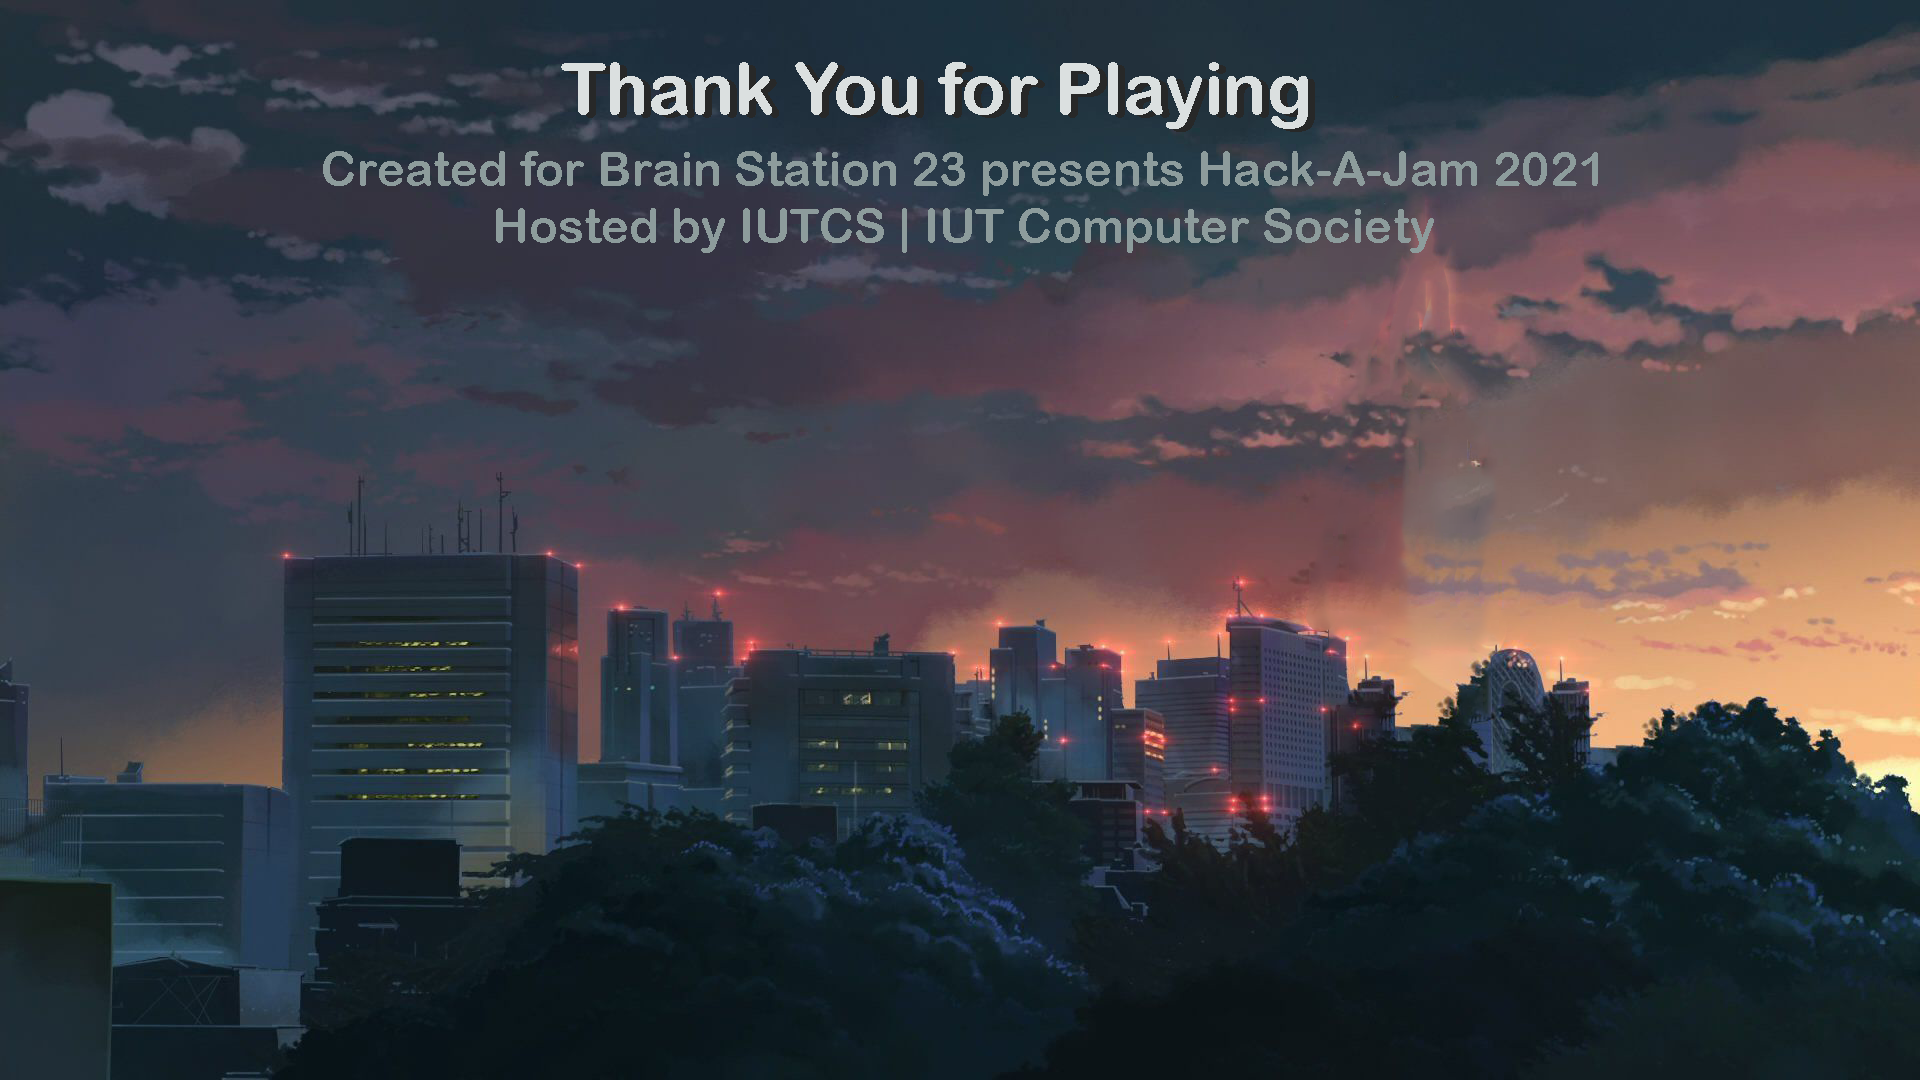 Thank You for Playing
Created for Brain Station 23 presents Hack-A-Jam 2021
Hosted by IUTCS | IUT Computer Society